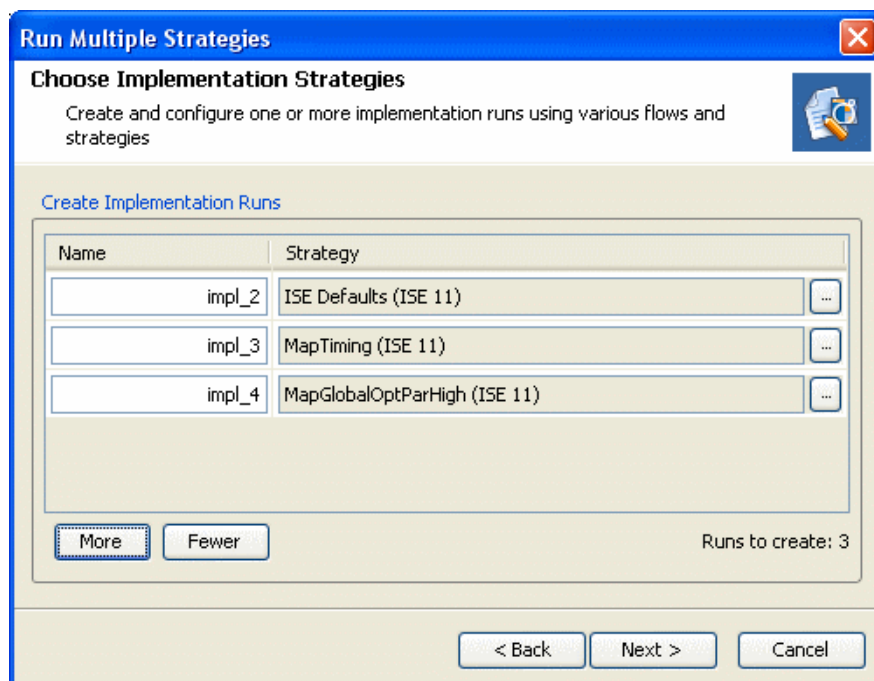 Run Multiple Strategies
Choose Implementation Strategies
Create and configure one or more implementation runs using various flows and
strategies
Create Implementation Runs
Name Strategy
impl_2 ISE Defaults (ISE 11) ...
impl_3 MapTiming (ISE 11) ...
impl_4 MapGlobalOptParHigh (ISE 11) ...
More Fewer Runs to create: 3
< Back Next > Cancel